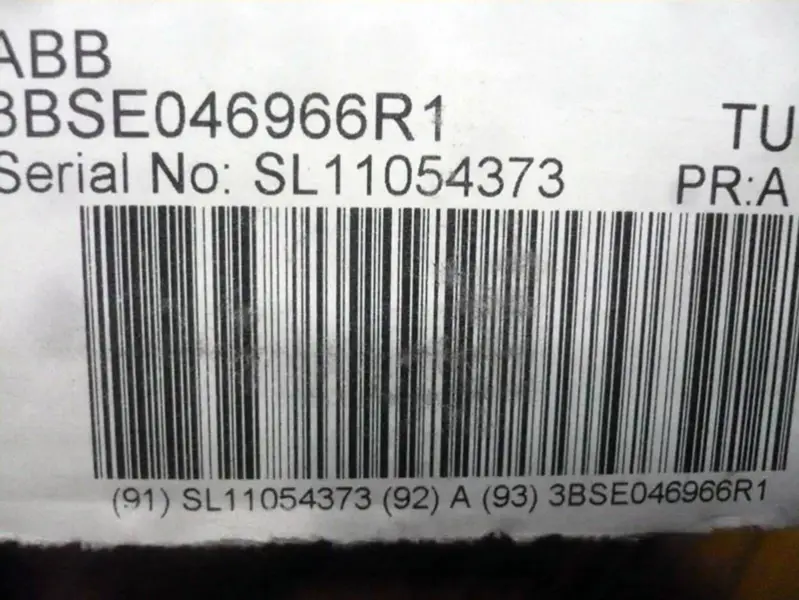 ABB
3BSE046966R1 TU
Serial No: SL11054373 PR:A
(91) SL11054373 (92) A (93) 3BSE046966R1